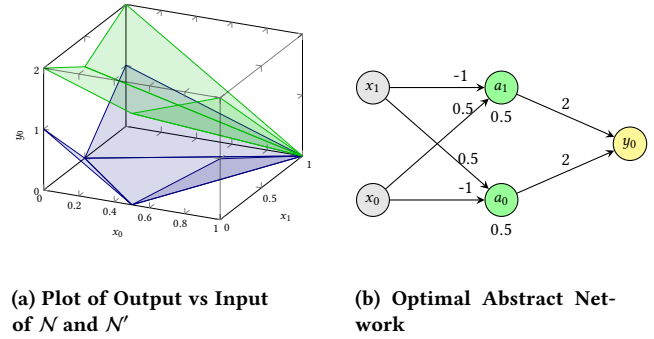 2
1
0
y₀
0
0.2
0.4
0.6
0.8
1
x₀
0
0.5
1
x₁
x₁
x₀
-1
0.5
0.5
-1
a₁
0.5
a₀
0.5
2
2
y₀
(a) Plot of Output vs Input
of 𝒩 and 𝒩′
(b) Optimal Abstract Net-
work